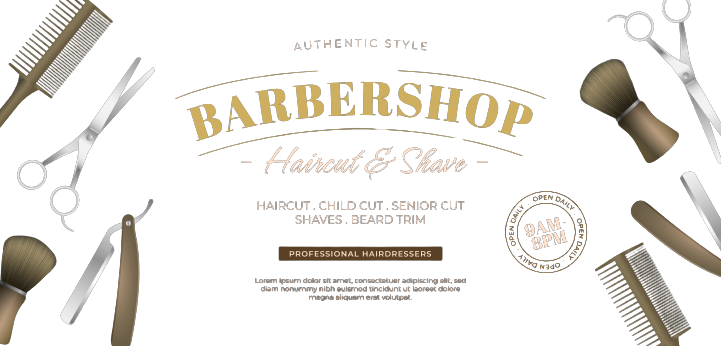 AUTHENTIC STYLE
BARBERSHOP
- Haircut & Shave -
HAIRCUT . CHILD CUT . SENIOR CUT
SHAVES . BEARD TRIM
OPEN DAILY . OPEN DAILY . OPEN DAILY . OPEN DAILY .
9AM-
8PM
PROFESSIONAL HAIRDRESSERS
Lorem ipsum dolor sit amet, consectetuer adipiscing elit, sed
diam nonummy nibh euismod tincidunt ut laoreet dolore
magna aliquam erat volutpat.